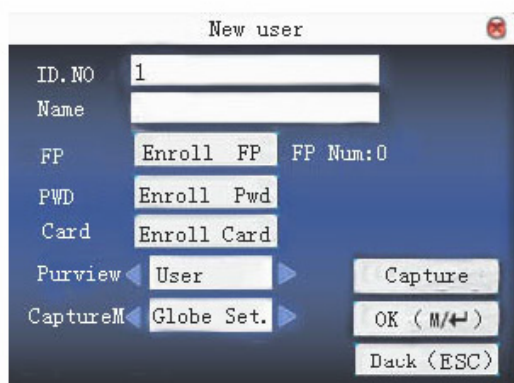 New user
ID.NO 1
Name
FP Enroll FP FP Num:0
PWD Enroll Pwd
Card Enroll Card
Purview User
Capture
CaptureM Globe Set.
OK (M/↵)
Back (ESC)